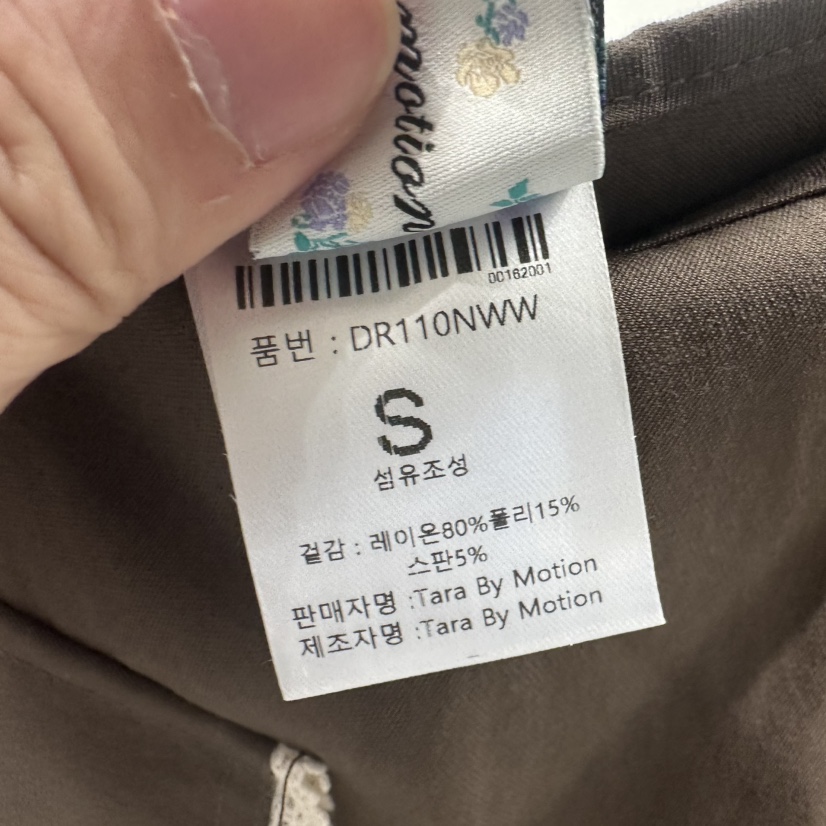 motion
00162001
품번 : DR110NWW
S
섬유조성
겉감 : 레이온80%폴리15%
스판5%
판매자명 :Tara By Motion
제조자명 :Tara By Motion